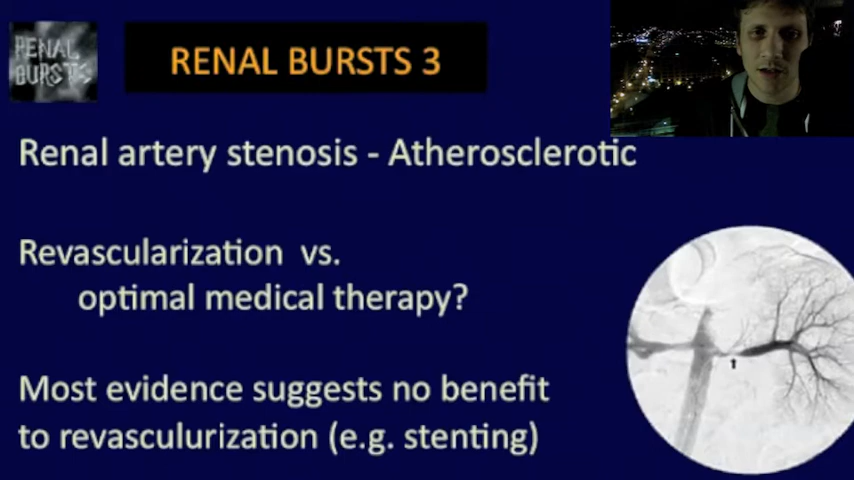 RENAL
BURSTS
RENAL BURSTS 3
Renal artery stenosis - Atherosclerotic
Revascularization vs.
optimal medical therapy?
Most evidence suggests no benefit
to revasculurization (e.g. stenting)